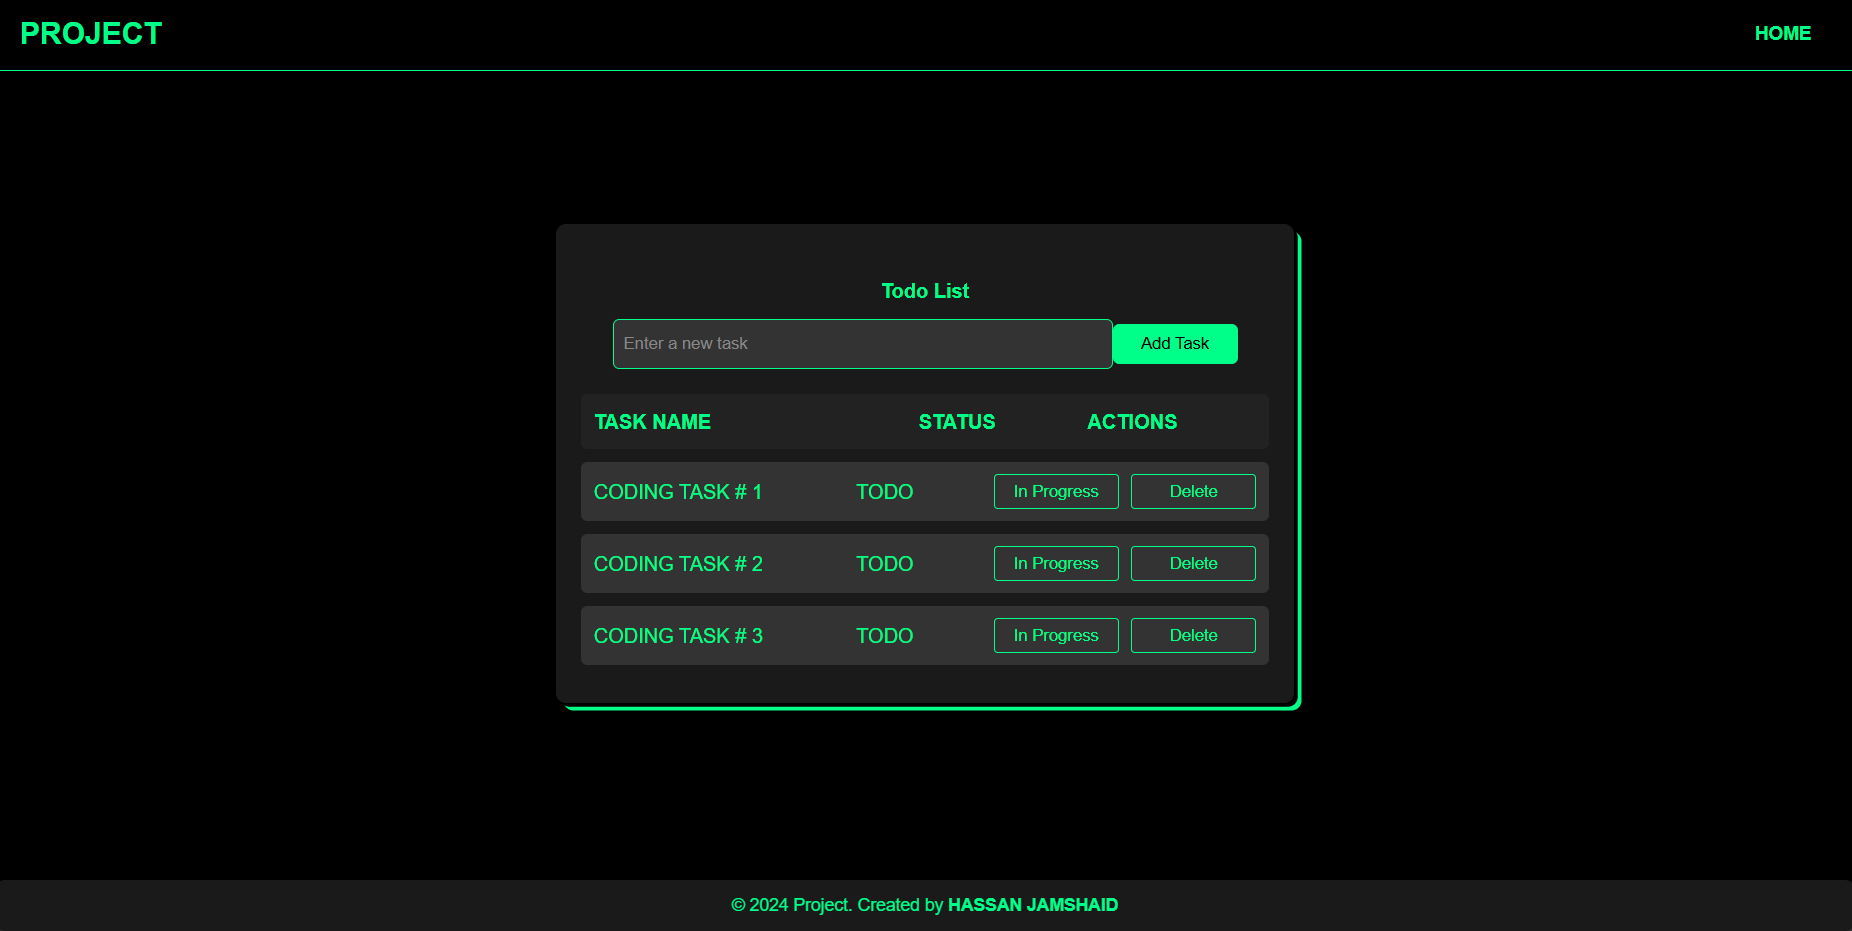 PROJECT HOME
Todo List
Enter a new task Add Task
TASK NAME STATUS ACTIONS
CODING TASK # 1 TODO In Progress Delete
CODING TASK # 2 TODO In Progress Delete
CODING TASK # 3 TODO In Progress Delete
© 2024 Project. Created by HASSAN JAMSHAID